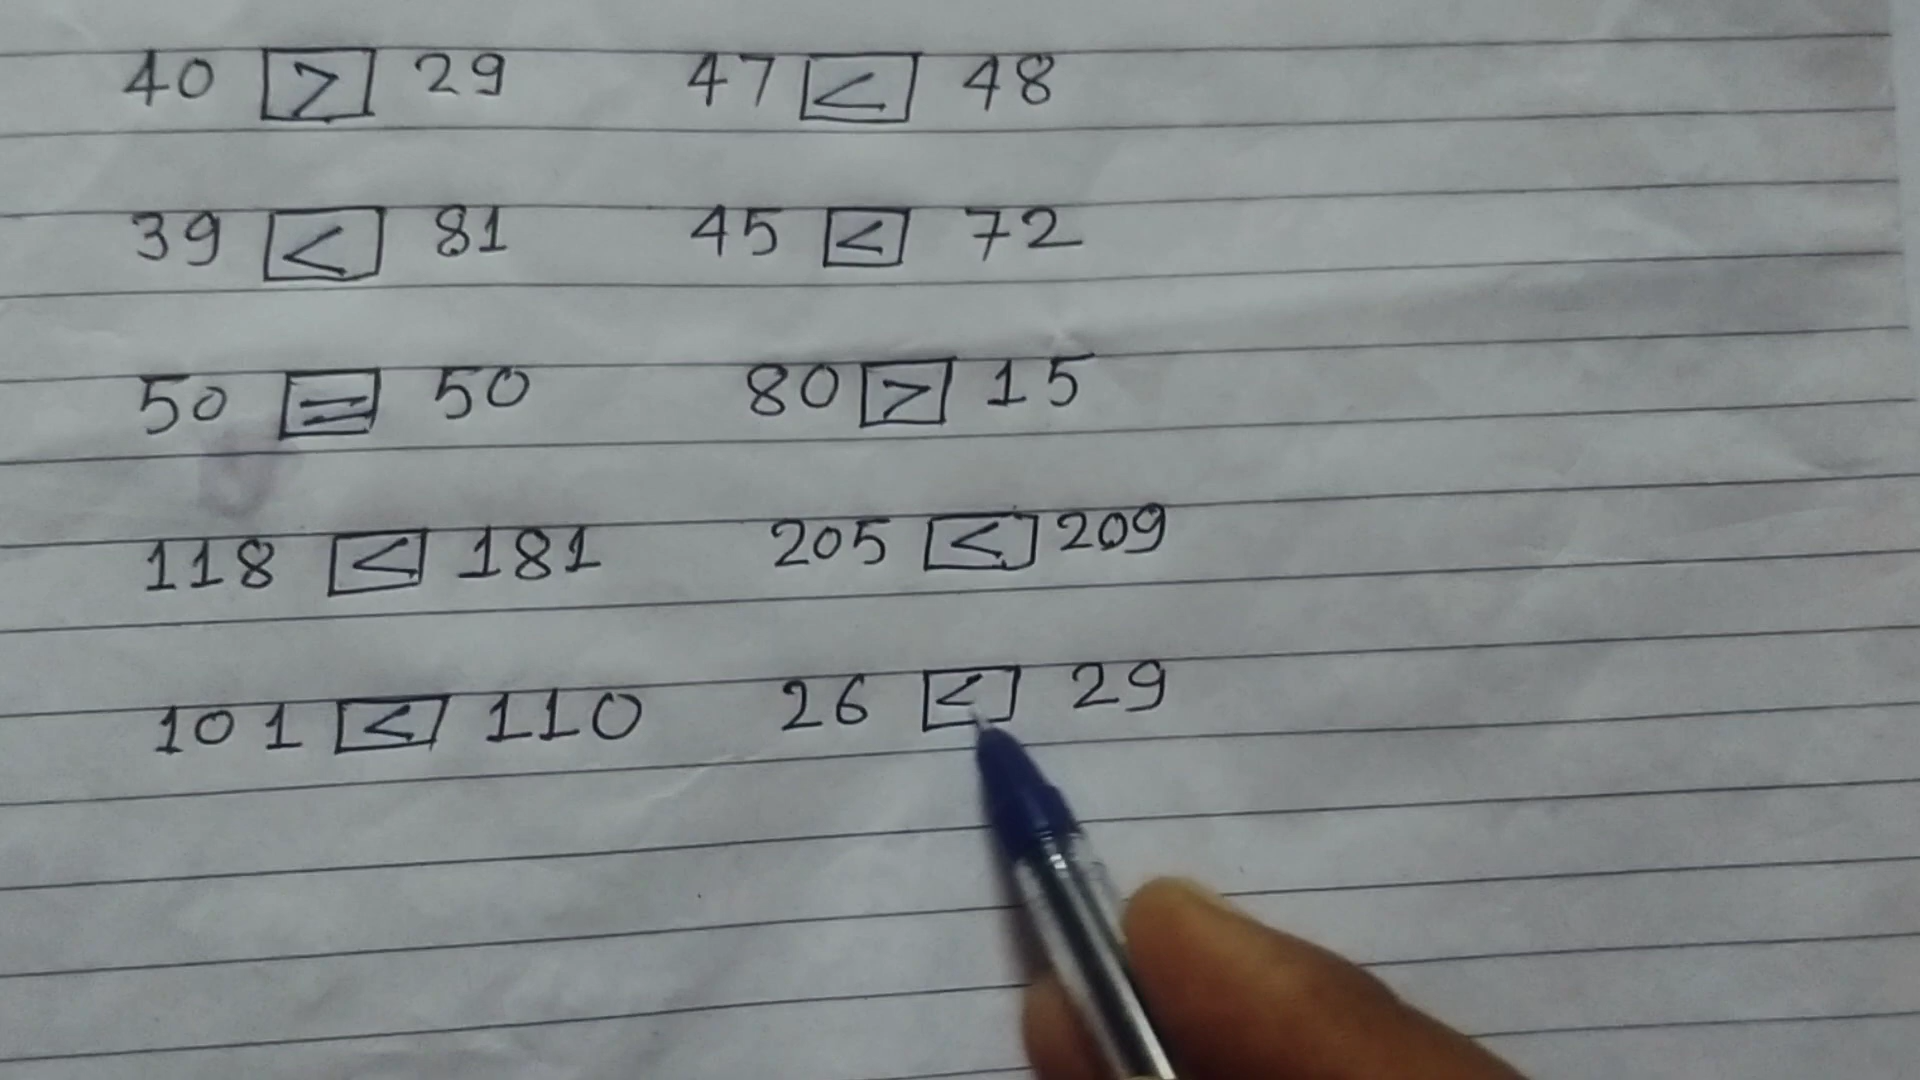 40 > 29 47 < 48
39 < 81 45 < 72
50 = 50 80 > 15
118 < 181 205 < 209
101 < 110 26 < 29